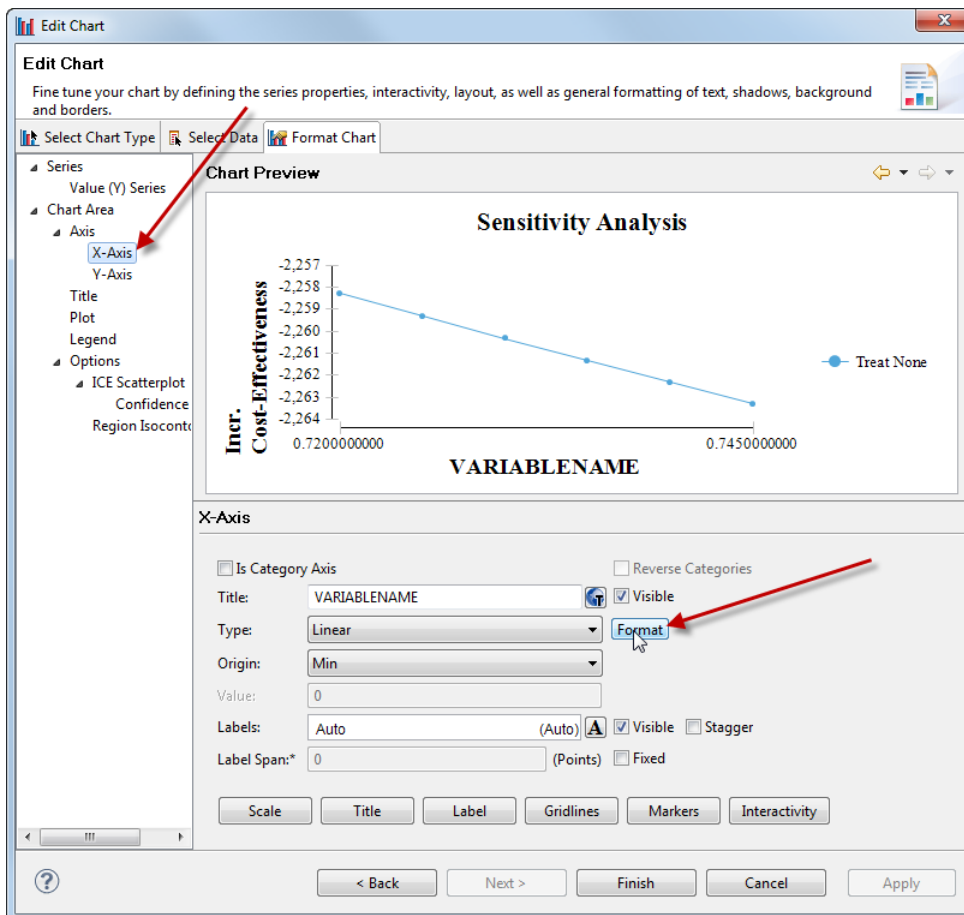 Edit Chart
Edit Chart
Fine tune your chart by defining the series properties, interactivity, layout, as well as general formatting of text, shadows, background
and borders.
Select Chart Type Select Data Format Chart
Series
Value (Y) Series
Chart Area
Axis
X-Axis
Y-Axis
Title
Plot
Legend
Options
ICE Scatterplot
Confidence
Region Isoconto
Chart Preview
Sensitivity Analysis
Incr.
Cost-Effectiveness
-2,257
-2,258
-2,259
-2,260
-2,261
-2,262
-2,263
-2,264
0.7200000000 0.7450000000
VARIABLENAME
Treat None
X-Axis
Is Category Axis Reverse Categories
Title: VARIABLENAME T Visible
Type: Linear Format
Origin: Min
Value: 0
Labels: Auto (Auto) A Visible Stagger
Label Span:* 0 (Points) Fixed
Scale Title Label Gridlines Markers Interactivity
? < Back Next > Finish Cancel Apply